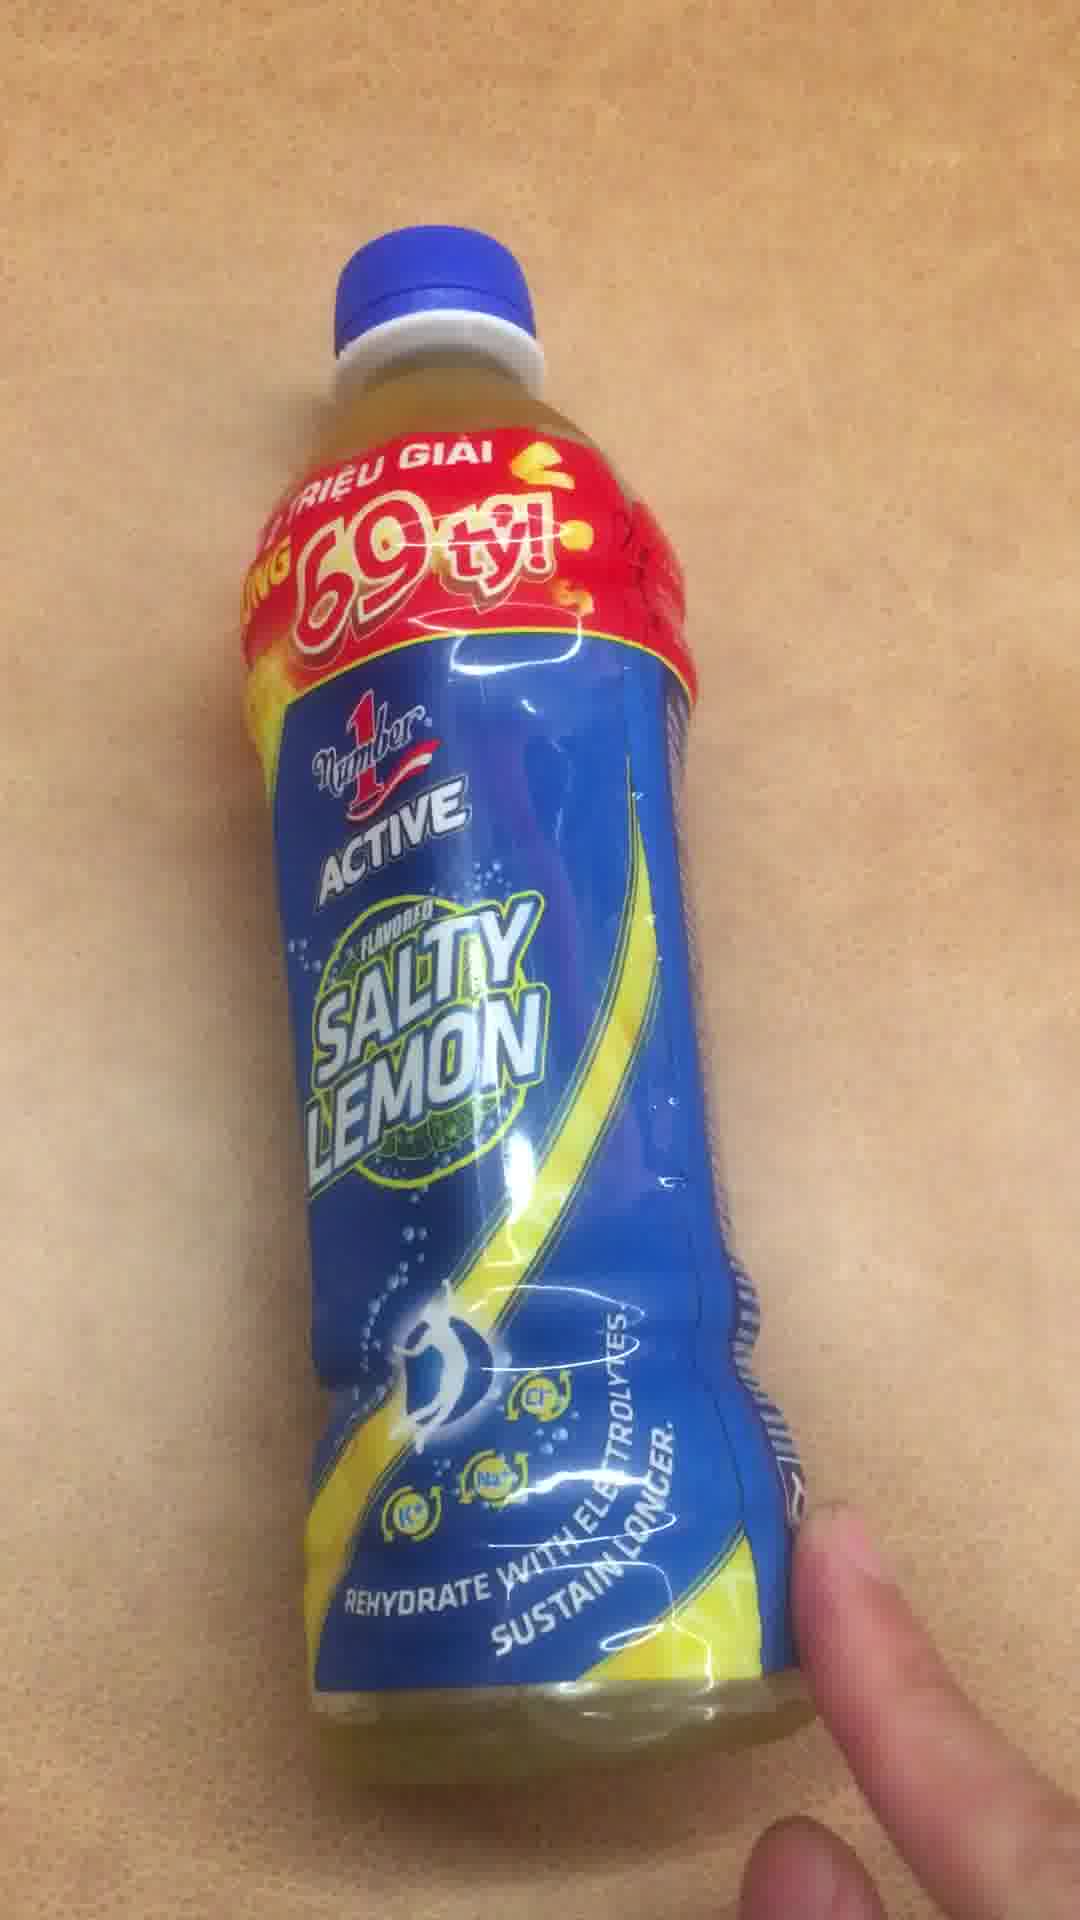 TRIỆU GIẢI
69 tỷ!
Number 1
ACTIVE
FLAVORED
SALTY
LEMON
Cl-
Na+
K+
REHYDRATE WITH ELECTROLYTES.
SUSTAIN LONGER.